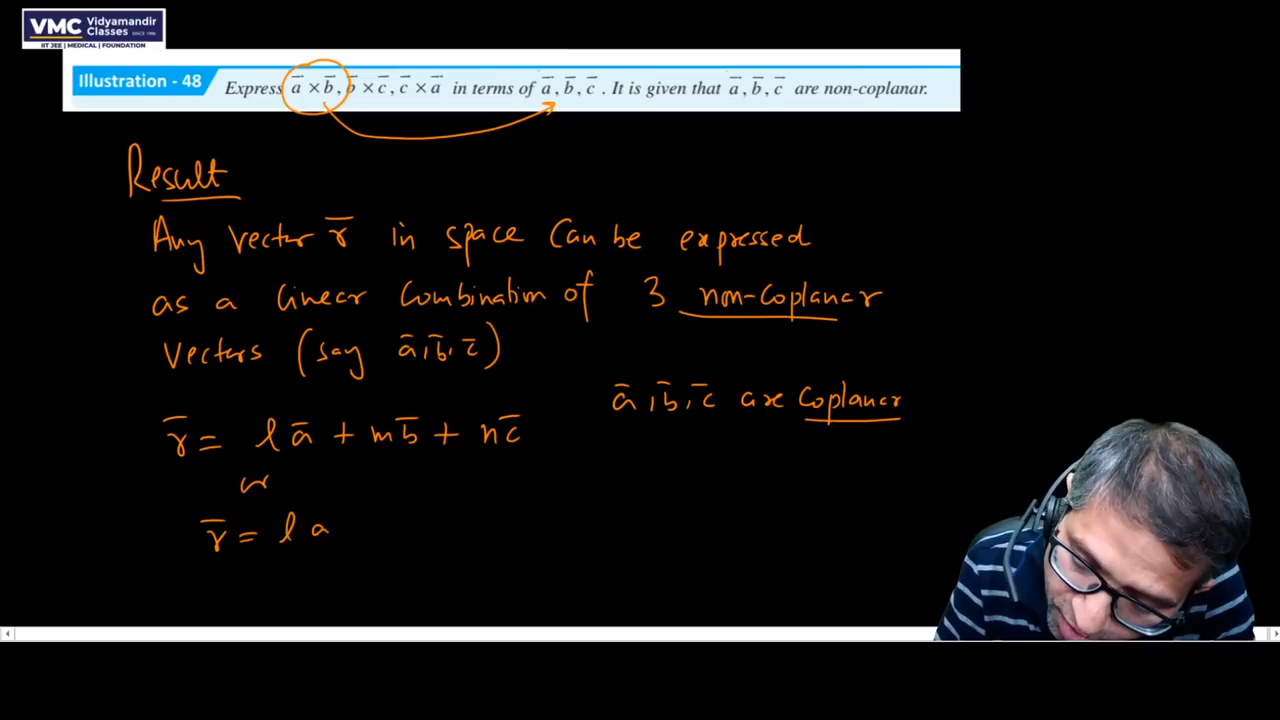 VMC Vidyamandir Classes SINCE 1986
IIT JEE | MEDICAL | FOUNDATION
Illustration - 48 Express a⃗ × b⃗, b⃗ × c⃗, c⃗ × a⃗ in terms of a⃗, b⃗, c⃗. It is given that a⃗, b⃗, c⃗ are non-coplanar.
Result
Any vector r̄ in space can be expressed
as a linear combination of 3 non-coplanar
vectors (say ā, b̄, c̄)
ā, b̄, c̄ are coplanar
r̄ = l ā + m b̄ + n c̄
or
r̄ = l a